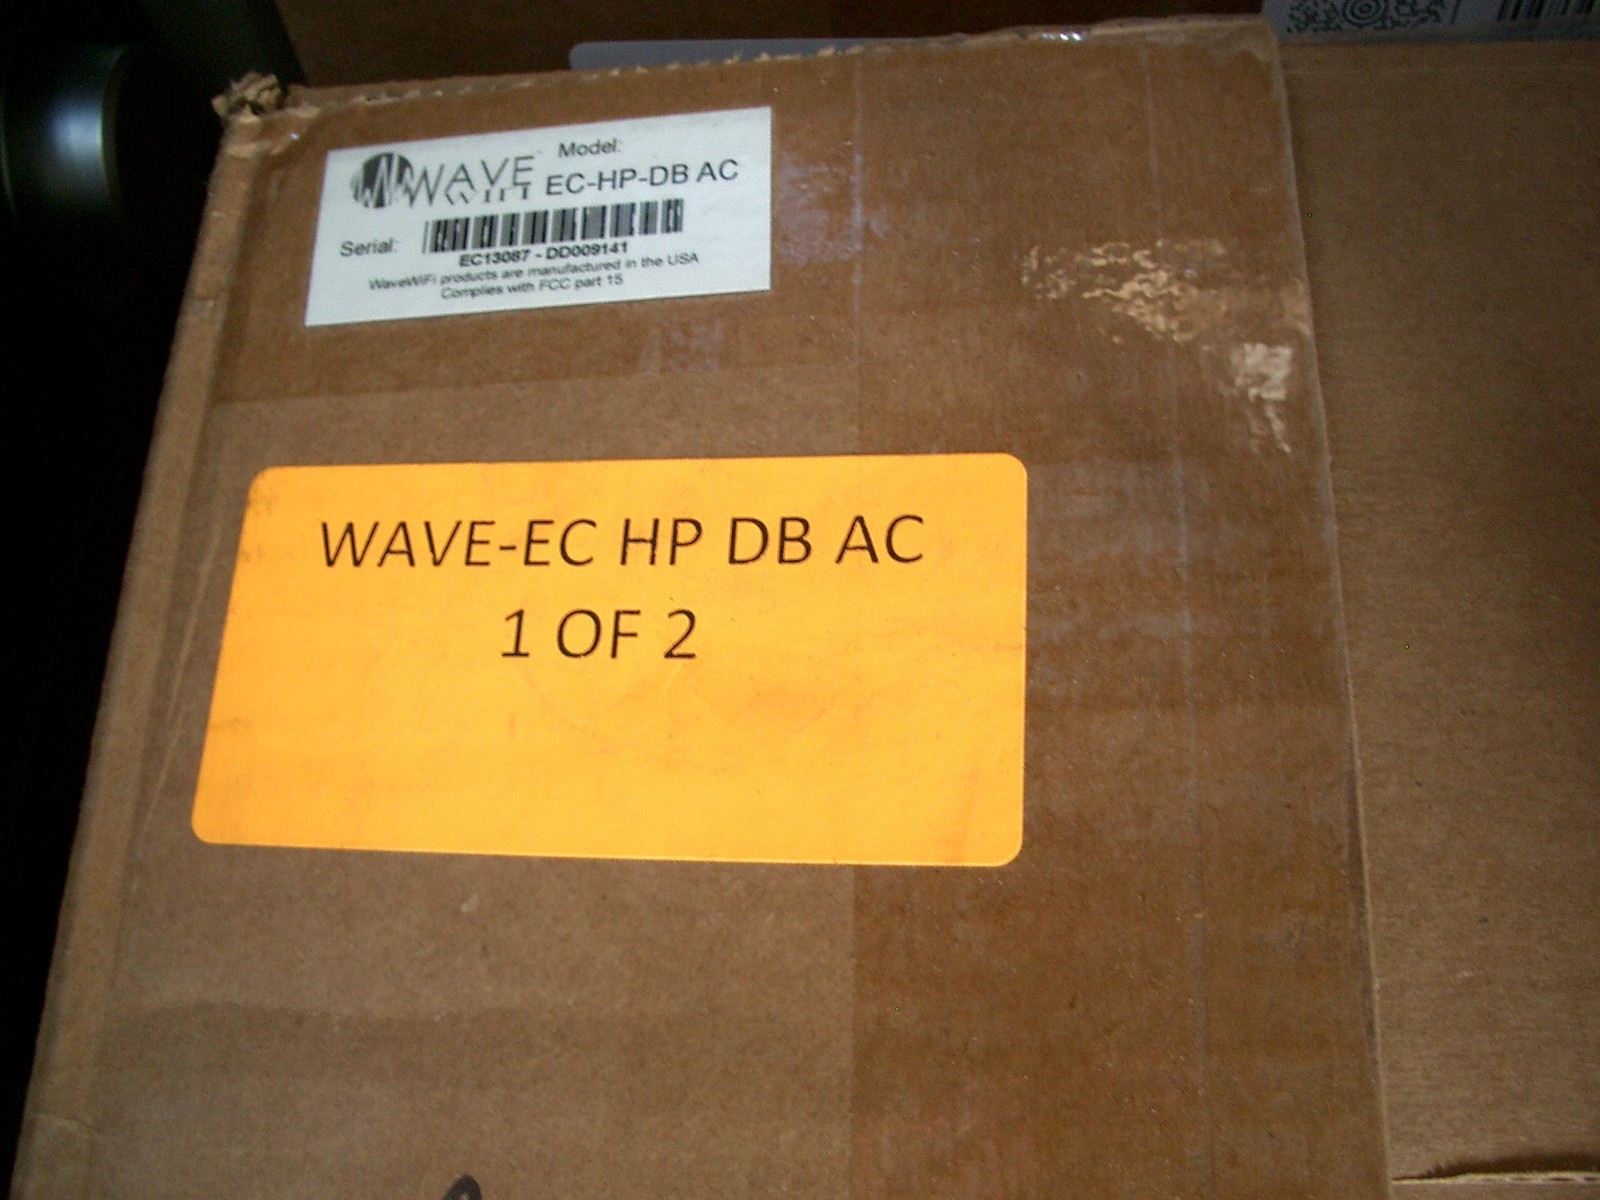 WAVE
WIFI
Model:
EC-HP-DB AC
Serial:
EC13087 - DD009141
WaveWiFi products are manufactured in the USA
Complies with FCC part 15
WAVE-EC HP DB AC
1 OF 2